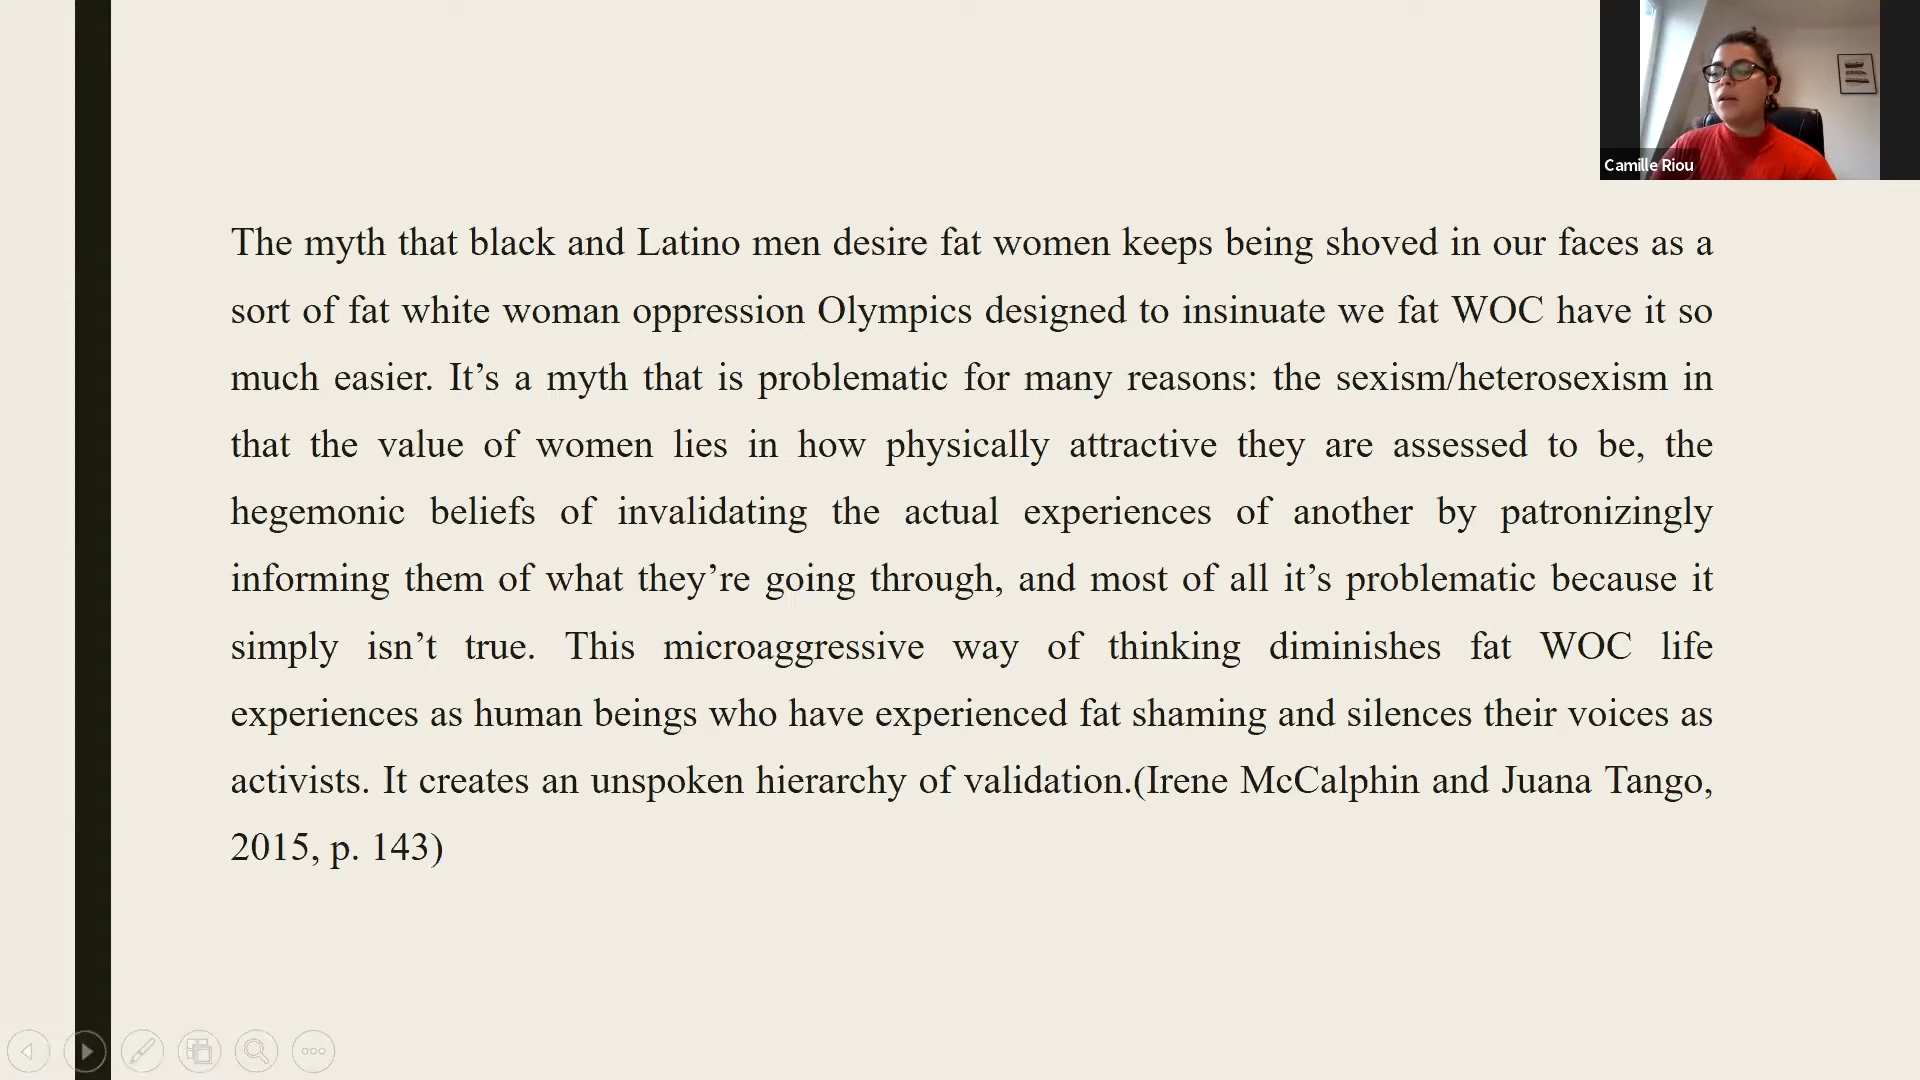 Camille Riou
The myth that black and Latino men desire fat women keeps being shoved in our faces as a
sort of fat white woman oppression Olympics designed to insinuate we fat WOC have it so
much easier. It’s a myth that is problematic for many reasons: the sexism/heterosexism in
that the value of women lies in how physically attractive they are assessed to be, the
hegemonic beliefs of invalidating the actual experiences of another by patronizingly
informing them of what they’re going through, and most of all it’s problematic because it
simply isn’t true. This microaggressive way of thinking diminishes fat WOC life
experiences as human beings who have experienced fat shaming and silences their voices as
activists. It creates an unspoken hierarchy of validation.(Irene McCalphin and Juana Tango,
2015, p. 143)